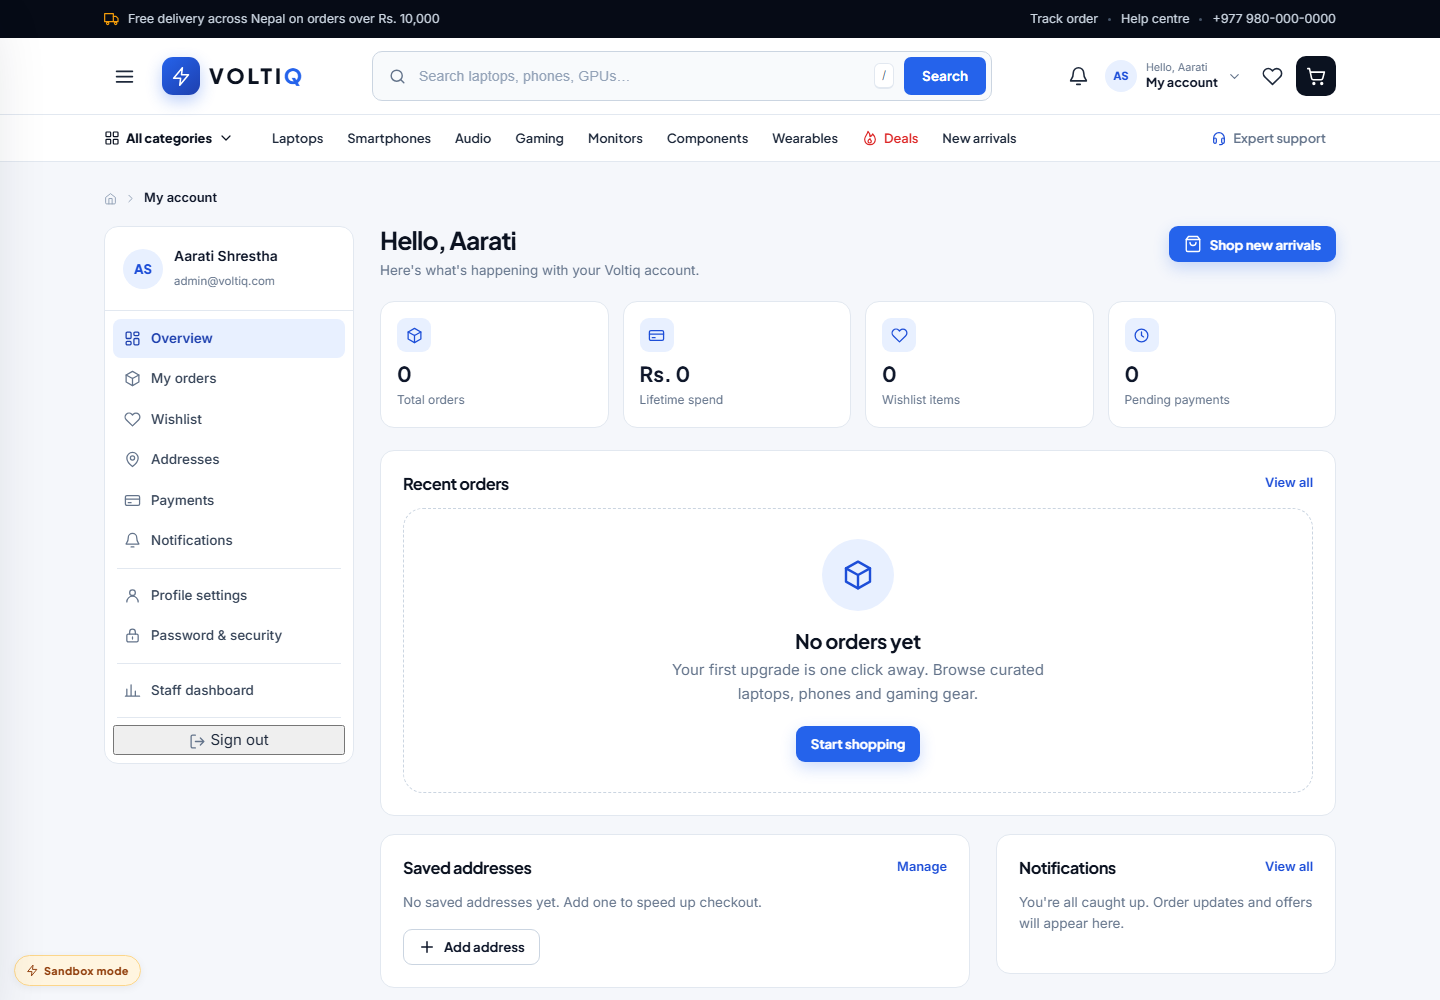 Free delivery across Nepal on orders over Rs. 10,000
Track order • Help centre • +977 980-000-0000
VOLTIQ
Search laptops, phones, GPUs...
/
Search
AS
Hello, Aarati
My account
All categories
Laptops
Smartphones
Audio
Gaming
Monitors
Components
Wearables
Deals
New arrivals
Expert support
My account
AS
Aarati Shrestha
admin@voltiq.com
Overview
My orders
Wishlist
Addresses
Payments
Notifications
Profile settings
Password & security
Staff dashboard
Sign out
Hello, Aarati
Here's what's happening with your Voltiq account.
Shop new arrivals
0
Total orders
Rs. 0
Lifetime spend
0
Wishlist items
0
Pending payments
Recent orders
View all
No orders yet
Your first upgrade is one click away. Browse curated
laptops, phones and gaming gear.
Start shopping
Saved addresses
Manage
No saved addresses yet. Add one to speed up checkout.
Add address
Notifications
View all
You're all caught up. Order updates and offers
will appear here.
Sandbox mode